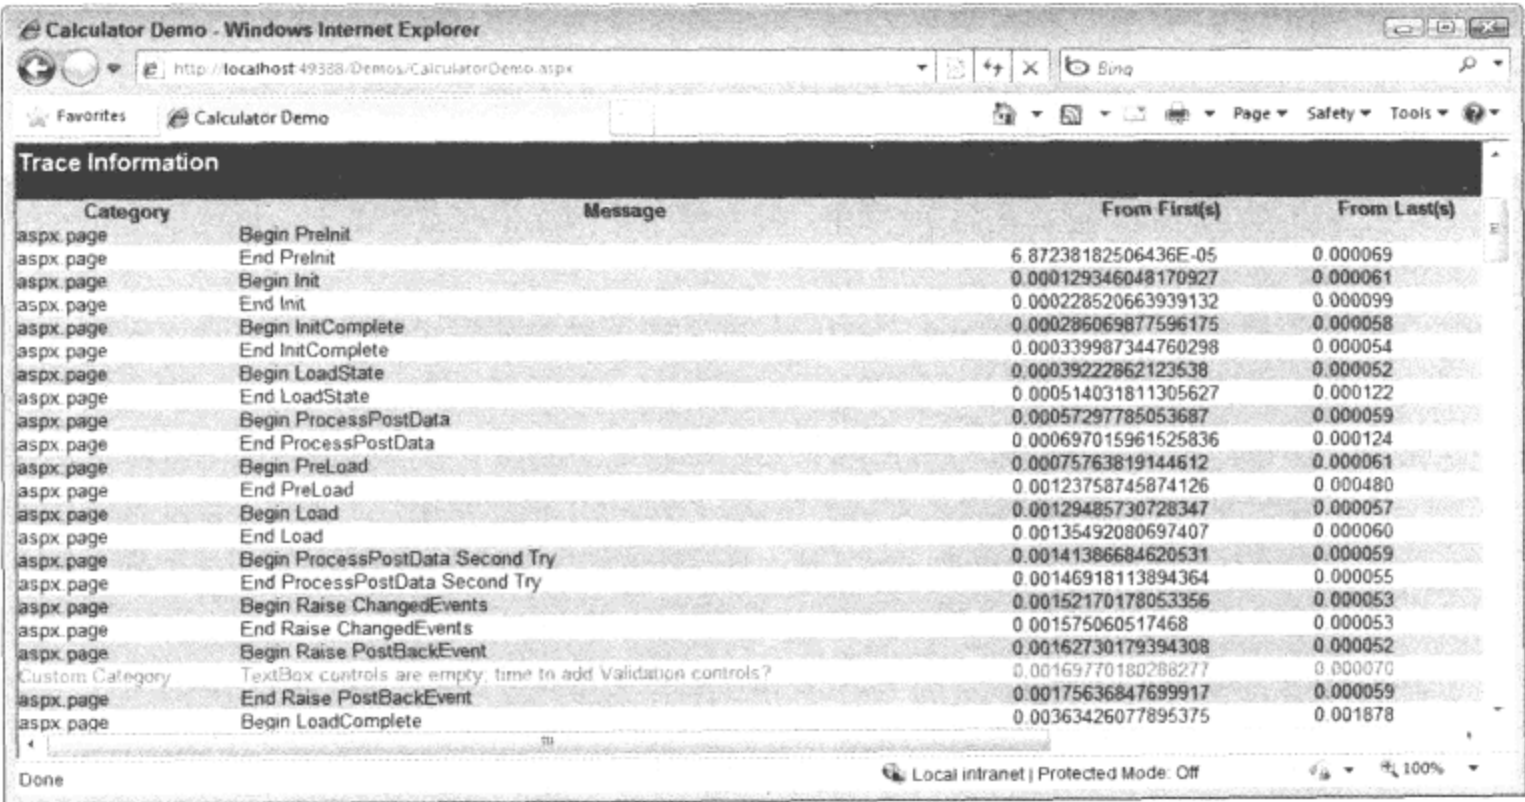 Calculator Demo - Windows Internet Explorer
http://localhost:49388/Demos/CalculatorDemo.aspx Bing
Favorites Calculator Demo Page Safety Tools
Trace Information
Category Message From First(s) From Last(s)
aspx.page Begin PreInit
aspx.page End PreInit 6.87238182506436E-05 0.000069
aspx.page Begin Init 0.000129346048170927 0.000061
aspx.page End Init 0.000228520663939132 0.000099
aspx.page Begin InitComplete 0.000286069877596175 0.000058
aspx.page End InitComplete 0.0003399987344760298 0.000054
aspx.page Begin LoadState 0.00039222862123538 0.000052
aspx.page End LoadState 0.000514031811305627 0.000122
aspx.page Begin ProcessPostData 0.000572977785053687 0.000059
aspx.page End ProcessPostData 0.000697015961525836 0.000124
aspx.page Begin PreLoad 0.00075763819144612 0.000061
aspx.page End PreLoad 0.00123758745874126 0.000480
aspx.page Begin Load 0.00129485730728347 0.000057
aspx.page End Load 0.00135492080697407 0.000060
aspx.page Begin ProcessPostData Second Try 0.00141386684620531 0.000059
aspx.page End ProcessPostData Second Try 0.00146918113894364 0.000055
aspx.page Begin Raise ChangedEvents 0.00152170178053356 0.000053
aspx.page End Raise ChangedEvents 0.001575060517468 0.000053
aspx.page Begin Raise PostBackEvent 0.00162730179394308 0.000052
Custom Category TextBox controls are empty; time to add Validation controls? 0.00169770180288277 0.000070
aspx.page End Raise PostBackEvent 0.00175636847699917 0.000059
aspx.page Begin LoadComplete 0.00363426077895375 0.001878
Done Local intranet | Protected Mode: Off 100%